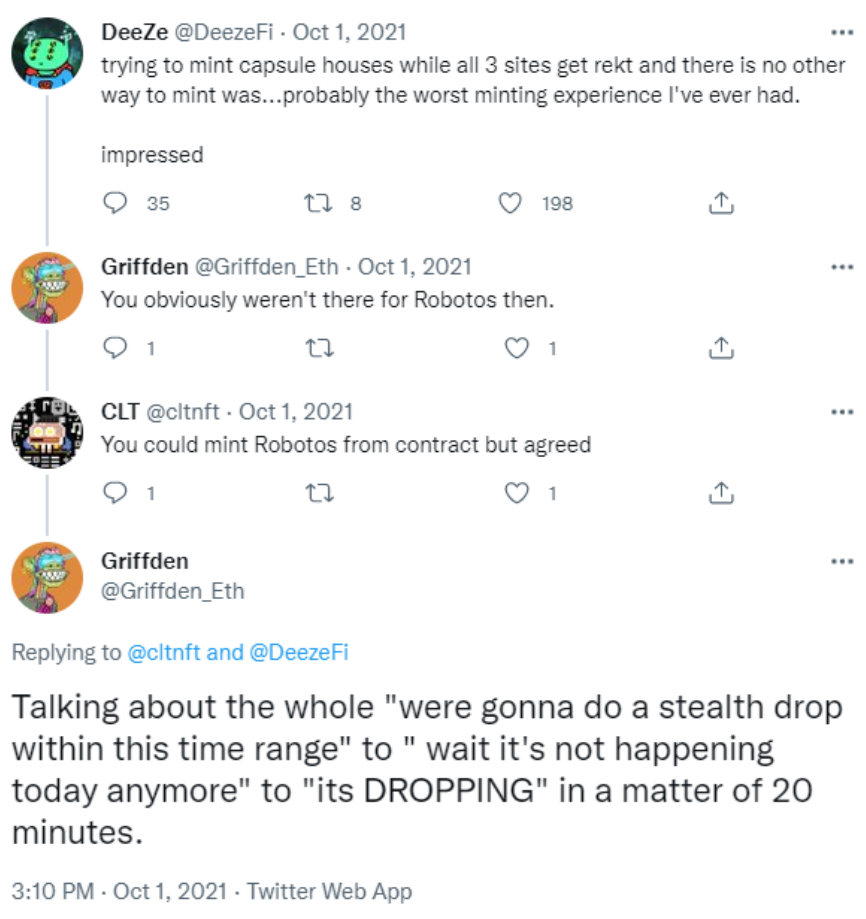 DeeZe @DeezeFi · Oct 1, 2021
trying to mint capsule houses while all 3 sites get rekt and there is no other
way to mint was...probably the worst minting experience I've ever had.
impressed
35 8 198
Griffden @Griffden_Eth · Oct 1, 2021
You obviously weren't there for Robotos then.
1 1
CLT @cltnft · Oct 1, 2021
You could mint Robotos from contract but agreed
1 1
Griffden
@Griffden_Eth
Replying to @cltnft and @DeezeFi
Talking about the whole "were gonna do a stealth drop
within this time range" to " wait it's not happening
today anymore" to "its DROPPING" in a matter of 20
minutes.
3:10 PM · Oct 1, 2021 · Twitter Web App